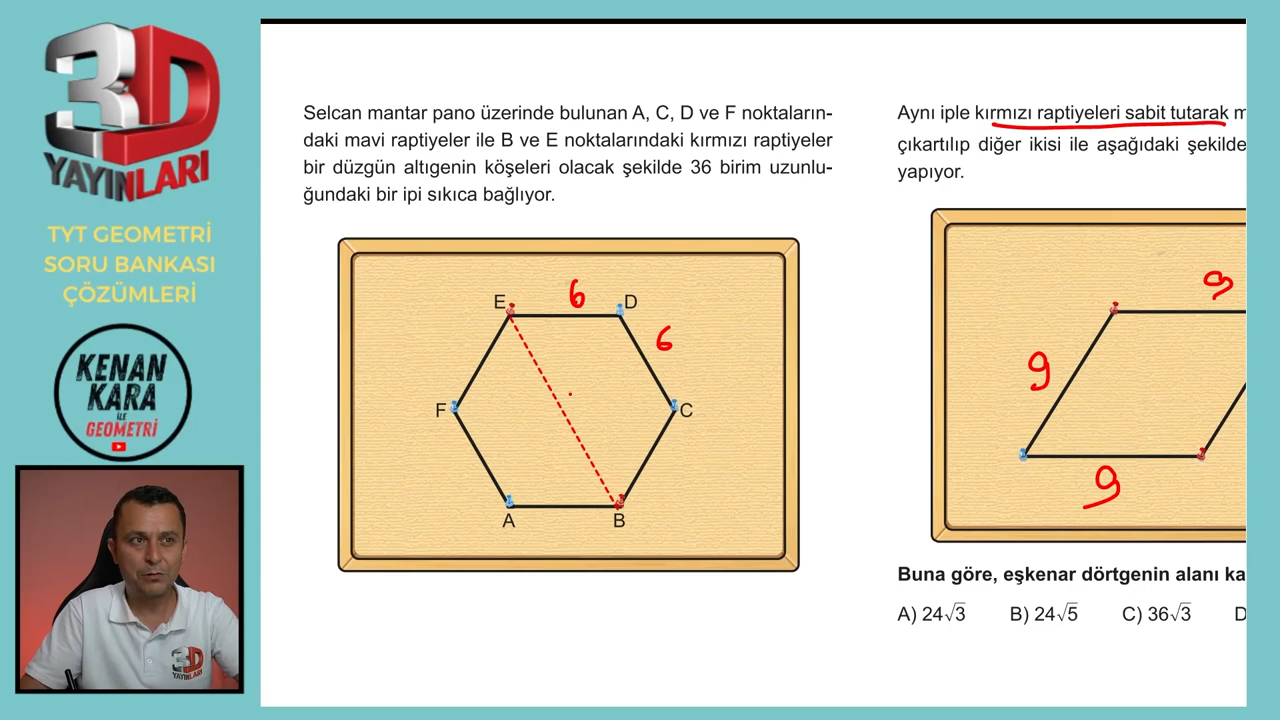 3D
YAYINLARI
TYT GEOMETRİ
SORU BANKASI
ÇÖZÜMLERİ
KENAN
KARA
İLE
GEOMETRİ
3D
YAYINLARI
Selcan mantar pano üzerinde bulunan A, C, D ve F noktaların-
daki mavi raptiyeler ile B ve E noktalarındaki kırmızı raptiyeler
bir düzgün altıgenin köşeleri olacak şekilde 36 birim uzunlu-
ğundaki bir ipi sıkıca bağlıyor.
E 6 D
6
F C
A B
Aynı iple kırmızı raptiyeleri sabit tutarak m
çıkartılıp diğer ikisi ile aşağıdaki şekilde
yapıyor.
9
9
9
Buna göre, eşkenar dörtgenin alanı ka
A) 24√3 B) 24√5 C) 36√3 D